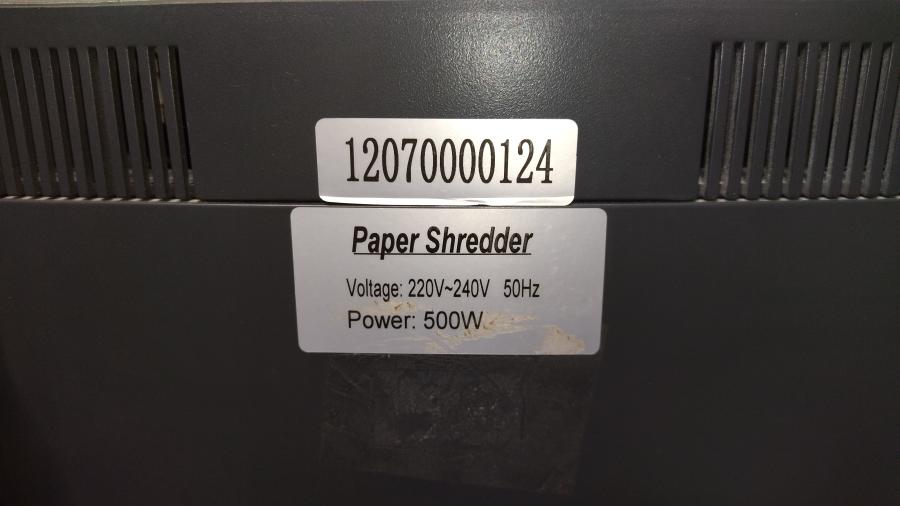 12070000124
Paper Shredder
Voltage: 220V~240V 50Hz
Power: 500W